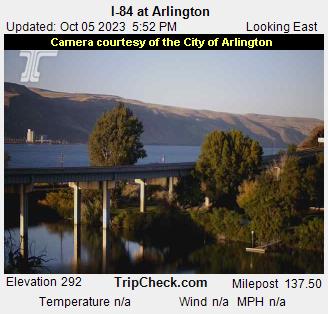 I-84 at Arlington
Updated: Oct 05 2023 5:52 PM Looking East
Camera courtesy of the City of Arlington
Elevation 292 TripCheck.com Milepost 137.50
Temperature n/a Wind n/a MPH n/a